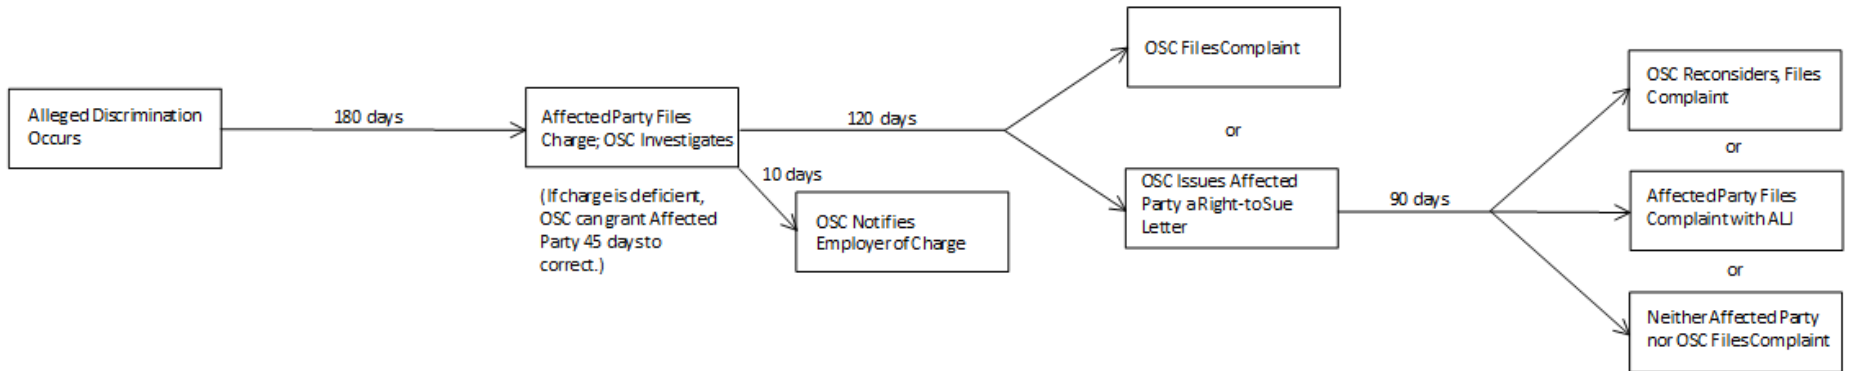 Alleged Discrimination
Occurs
180 days
Affected Party Files
Charge; OSC Investigates
(If charge is deficient,
OSC can grant Affected
Party 45 days to
correct.)
10 days
OSC Notifies
Employer of Charge
120 days
OSC Files Complaint
or
OSC Issues Affected
Party a Right-to Sue
Letter
90 days
OSC Reconsiders, Files
Complaint
or
Affected Party Files
Complaint with ALJ
or
Neither Affected Party
nor OSC Files Complaint